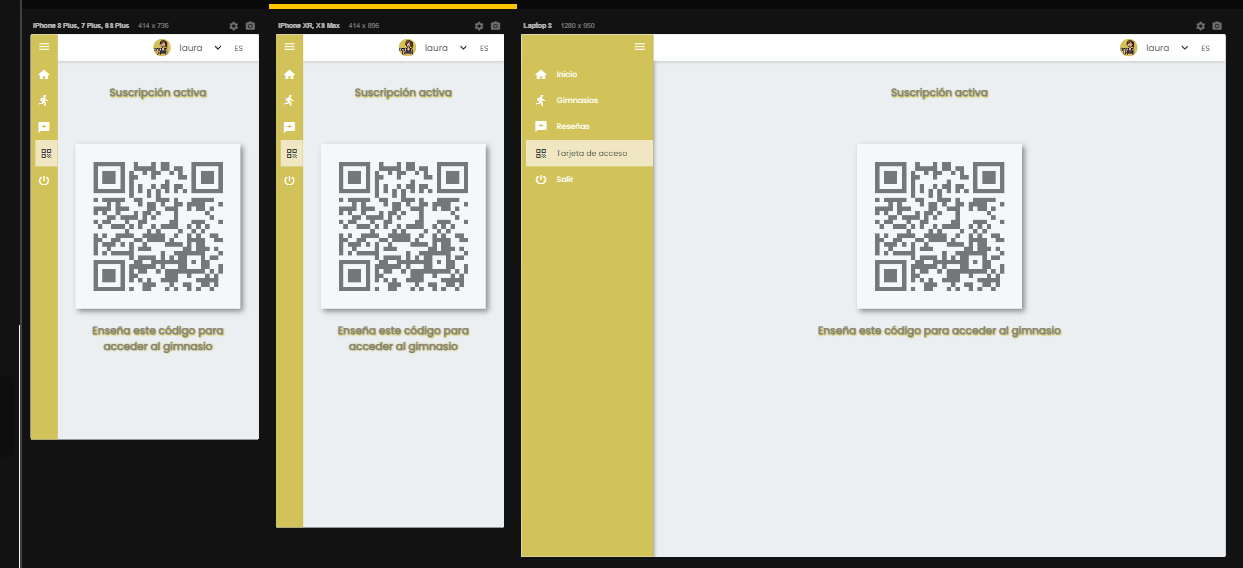 iPhone 8 Plus, 7 Plus, 6S Plus 414 x 736
laura ES
Suscripción activa
Enseña este código para
acceder al gimnasio
iPhone XR, XS Max 414 x 896
laura ES
Suscripción activa
Enseña este código para
acceder al gimnasio
Laptop S 1280 x 950
laura ES
Inicio
Gimnasios
Reseñas
Tarjeta de acceso
Salir
Suscripción activa
Enseña este código para acceder al gimnasio